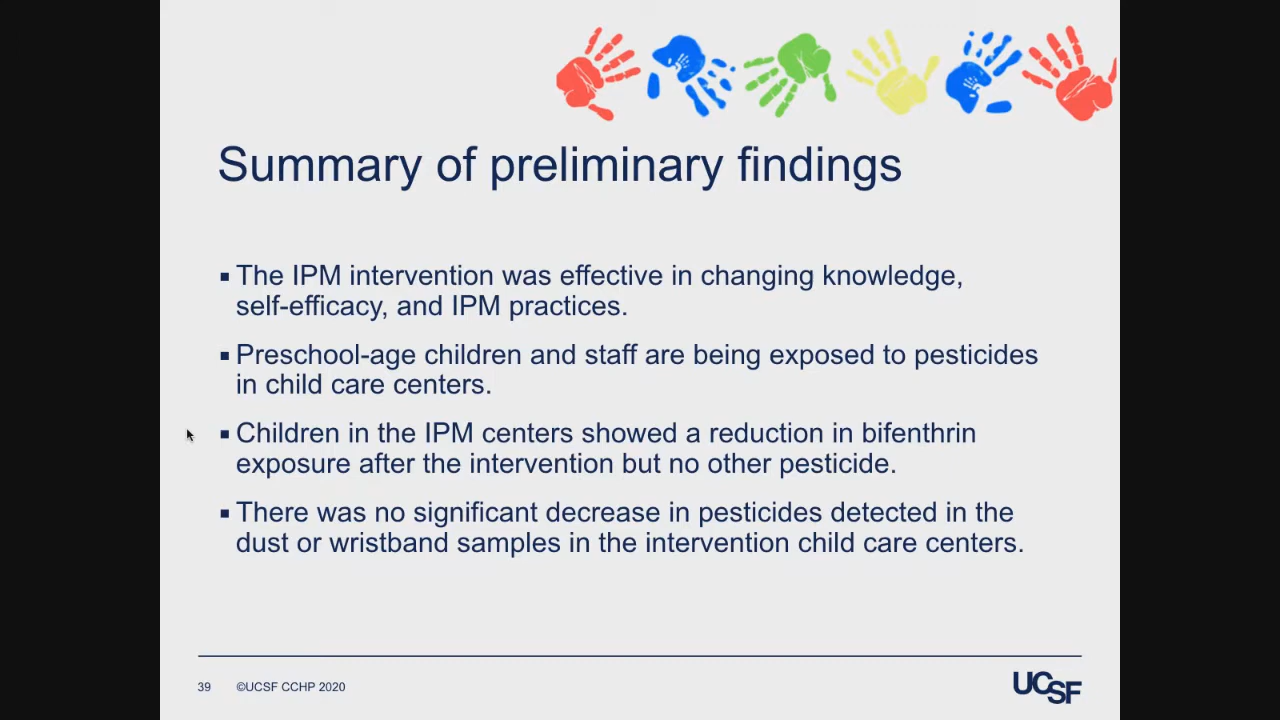 Summary of preliminary findings
▪ The IPM intervention was effective in changing knowledge,
self-efficacy, and IPM practices.
▪ Preschool-age children and staff are being exposed to pesticides
in child care centers.
▪ Children in the IPM centers showed a reduction in bifenthrin
exposure after the intervention but no other pesticide.
▪ There was no significant decrease in pesticides detected in the
dust or wristband samples in the intervention child care centers.
39 ©UCSF CCHP 2020
UCSF